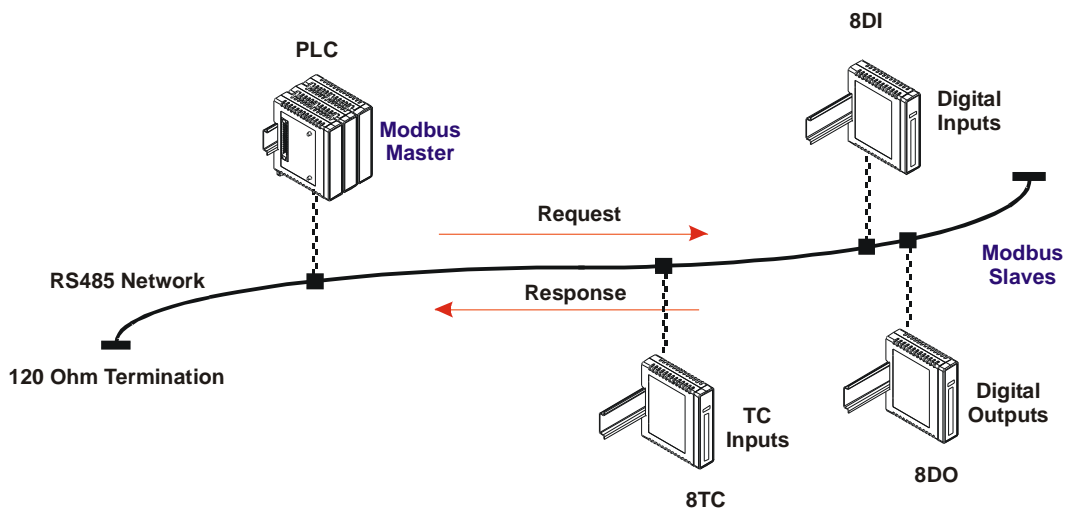 8DI
PLC
Digital
Inputs
Modbus
Master
Request
Modbus
Slaves
RS485 Network
Response
120 Ohm Termination
TC
Inputs
Digital
Outputs
8DO
8TC